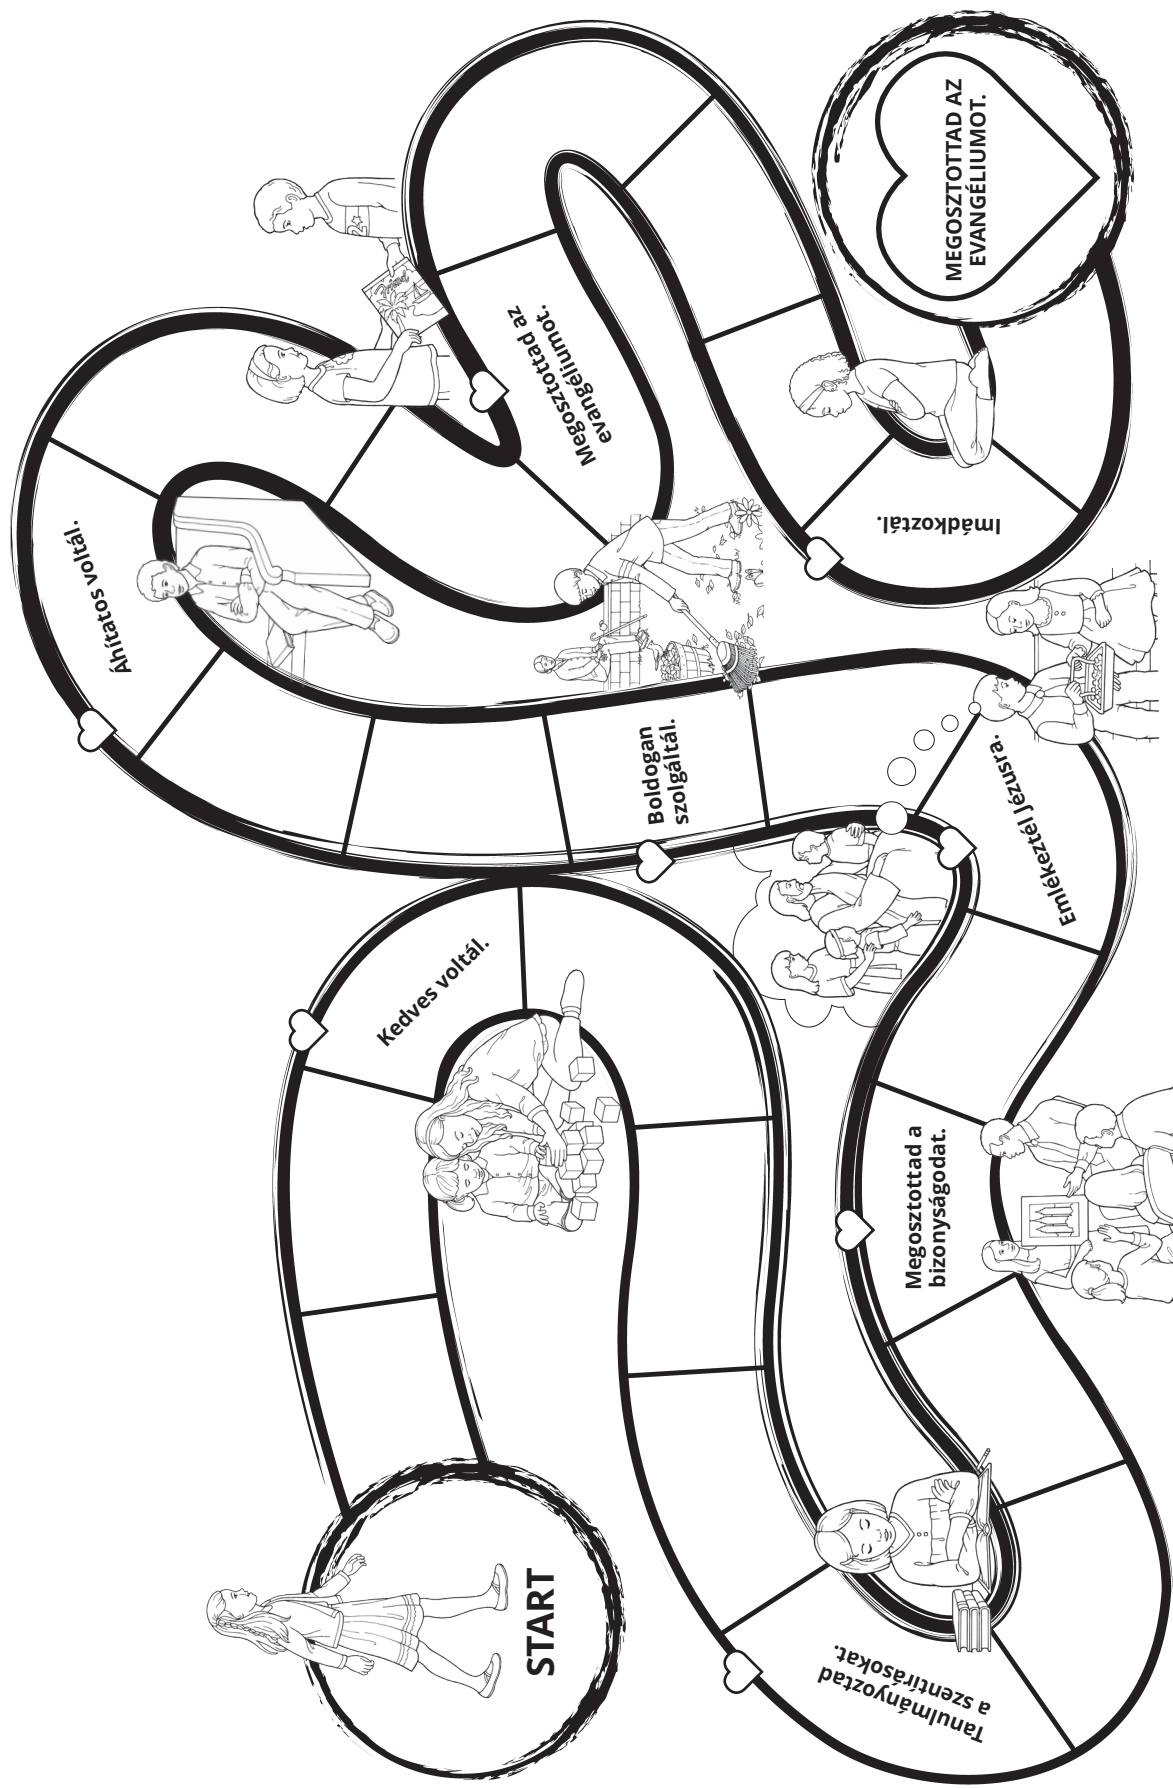 START
Kedves voltál.
Tanulmányoztad
a szentírásokat.
Megosztottad a
bizonyságodat.
Emlékeztél Jézusra.
Boldogan
szolgáltál.
Áhítatos voltál.
Megosztottad az
evangéliumot.
Imádkoztál.
MEGOSZTOTTAD AZ
EVANGÉLIUMOT.